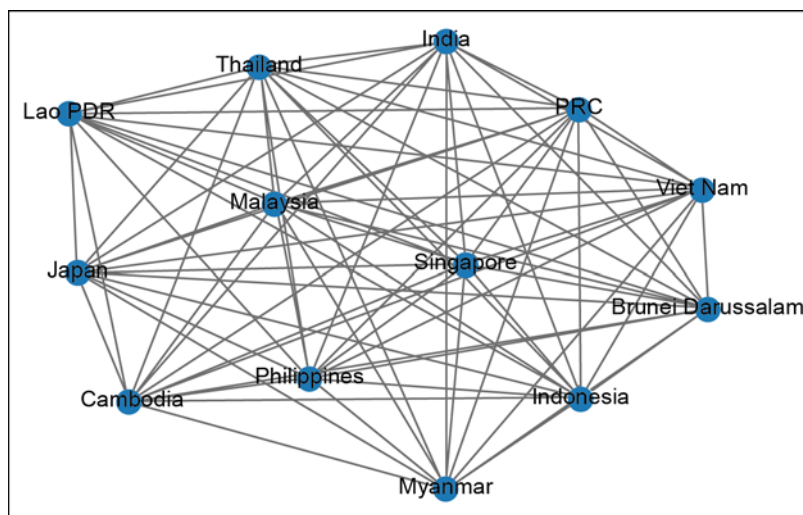 India
Thailand
Lao PDR
PRC
Viet Nam
Malaysia
Singapore
Japan
Brunei Darussalam
Philippines
Cambodia
Indonesia
Myanmar